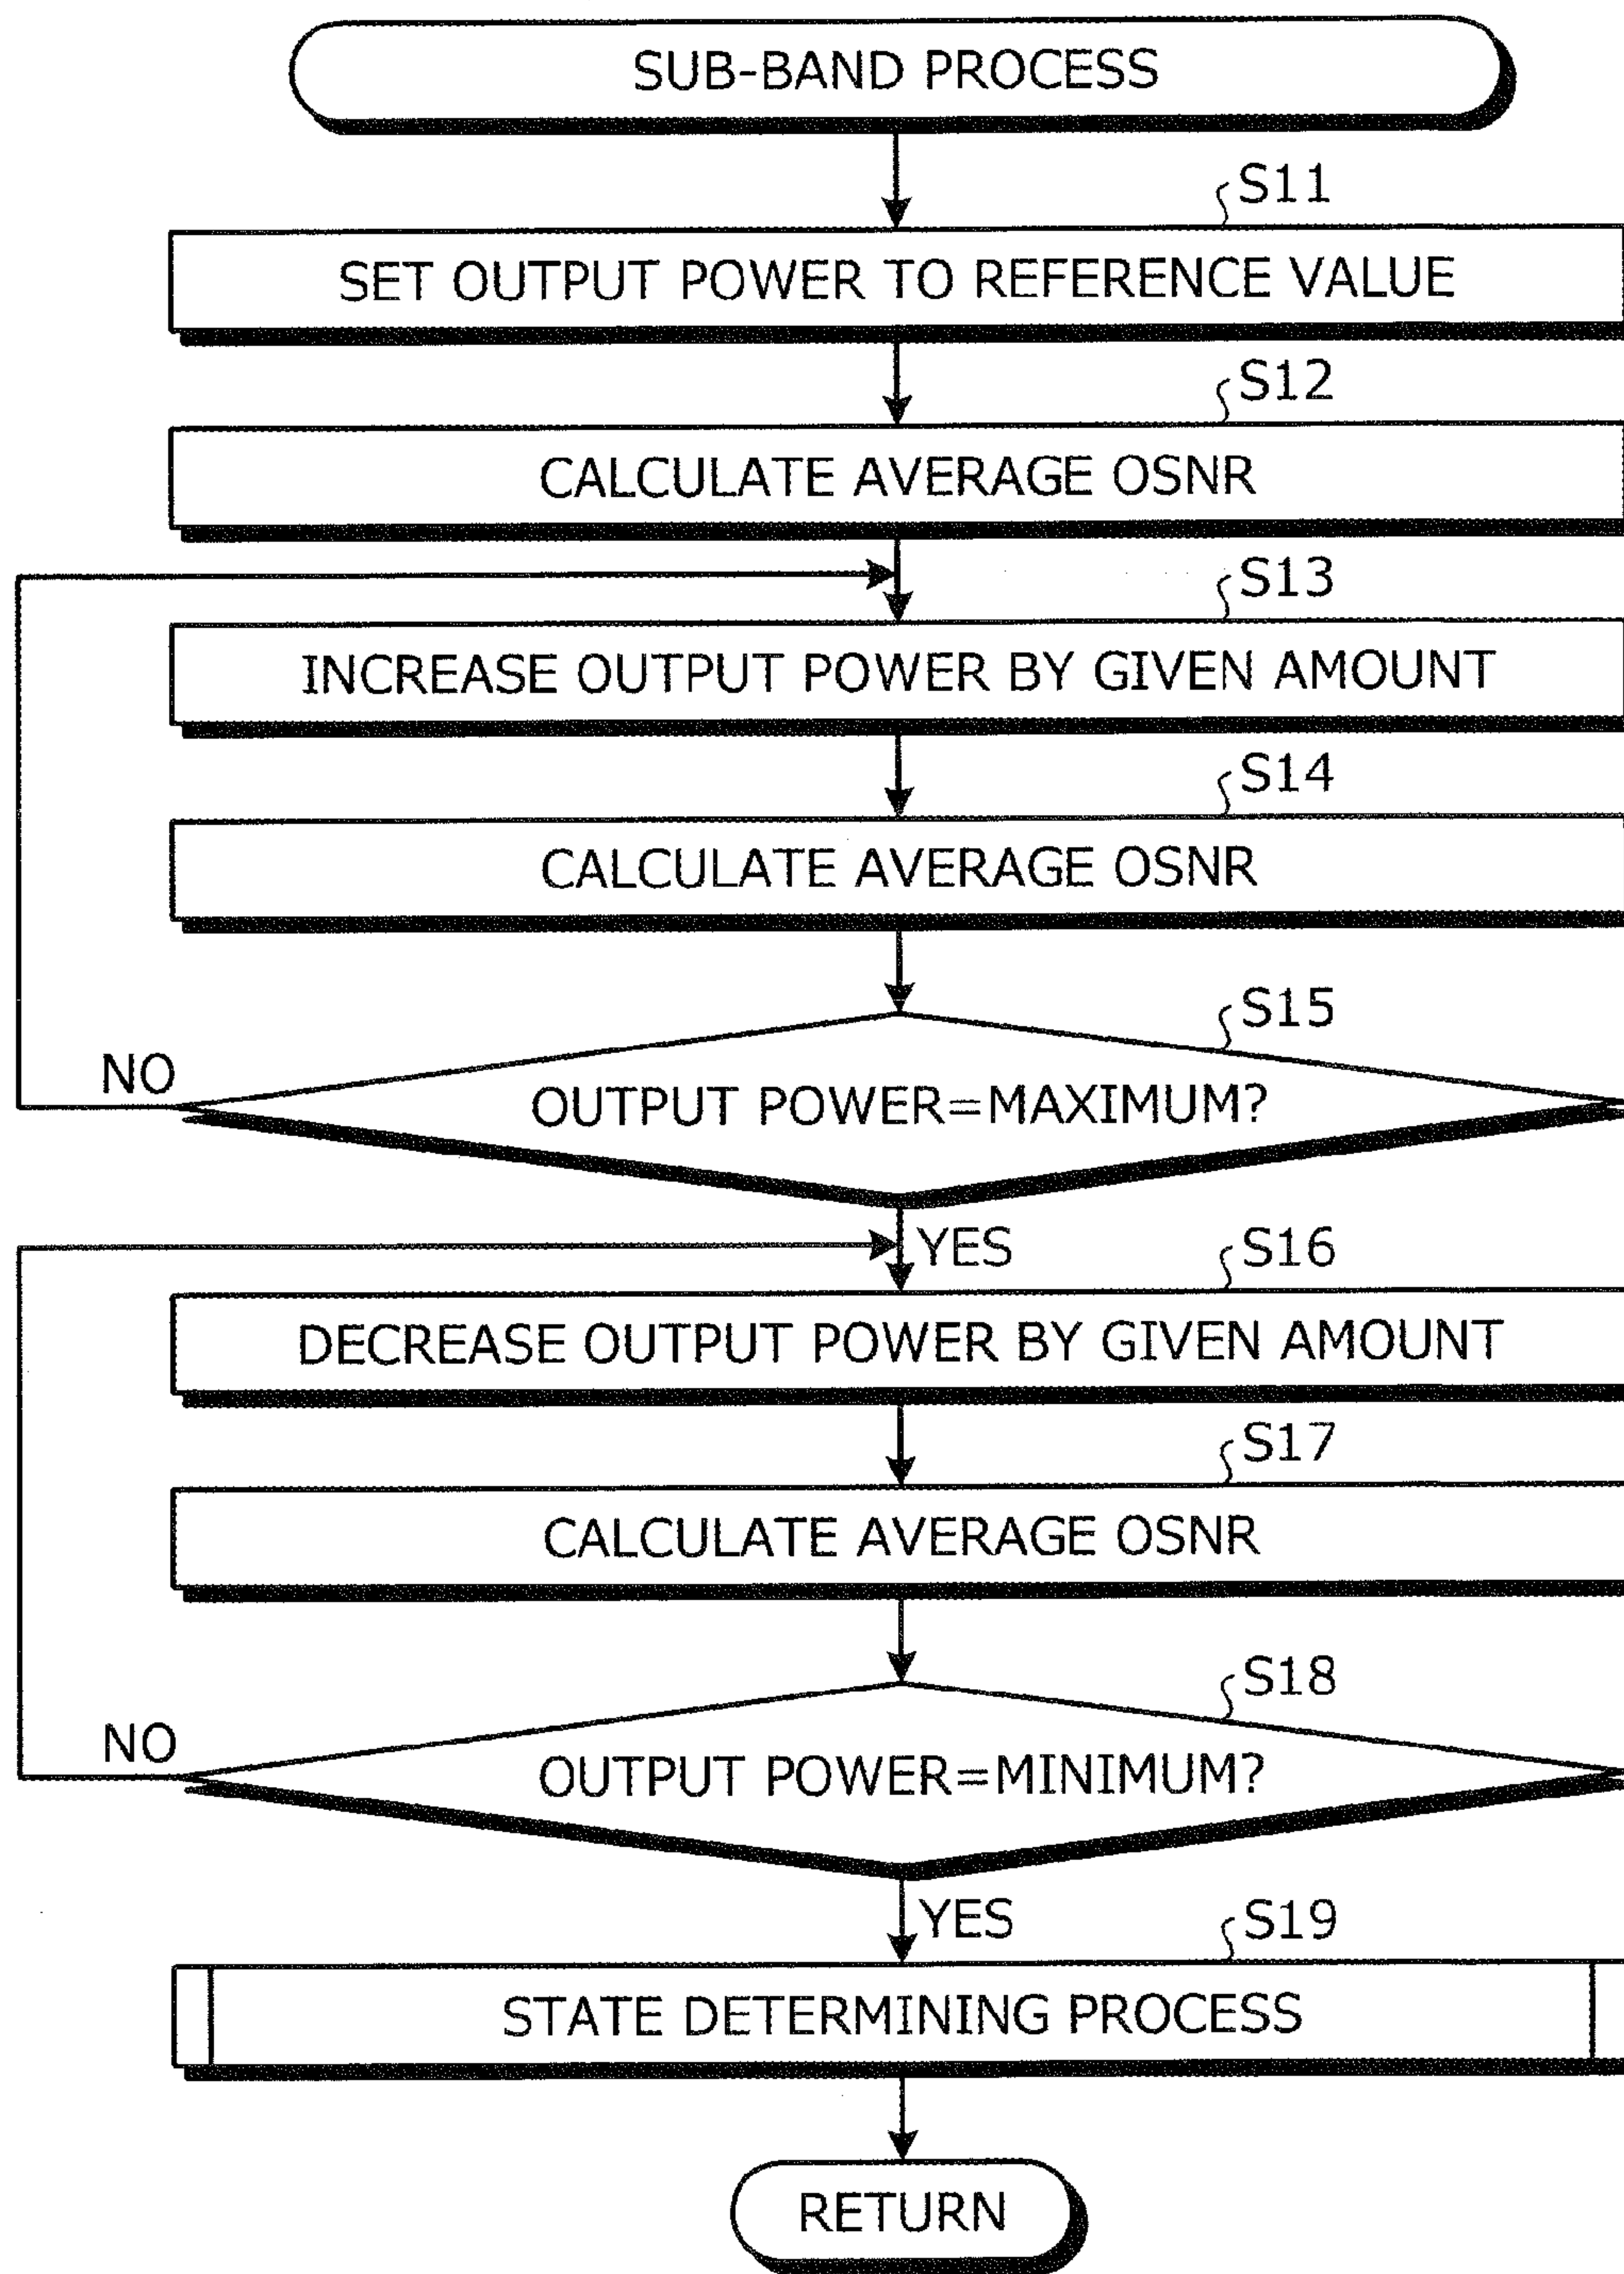 SUB-BAND PROCESS
S11
SET OUTPUT POWER TO REFERENCE VALUE
S12
CALCULATE AVERAGE OSNR
S13
INCREASE OUTPUT POWER BY GIVEN AMOUNT
S14
CALCULATE AVERAGE OSNR
S15
NO
OUTPUT POWER=MAXIMUM?
YES
S16
DECREASE OUTPUT POWER BY GIVEN AMOUNT
S17
CALCULATE AVERAGE OSNR
S18
NO
OUTPUT POWER=MINIMUM?
YES
S19
STATE DETERMINING PROCESS
RETURN